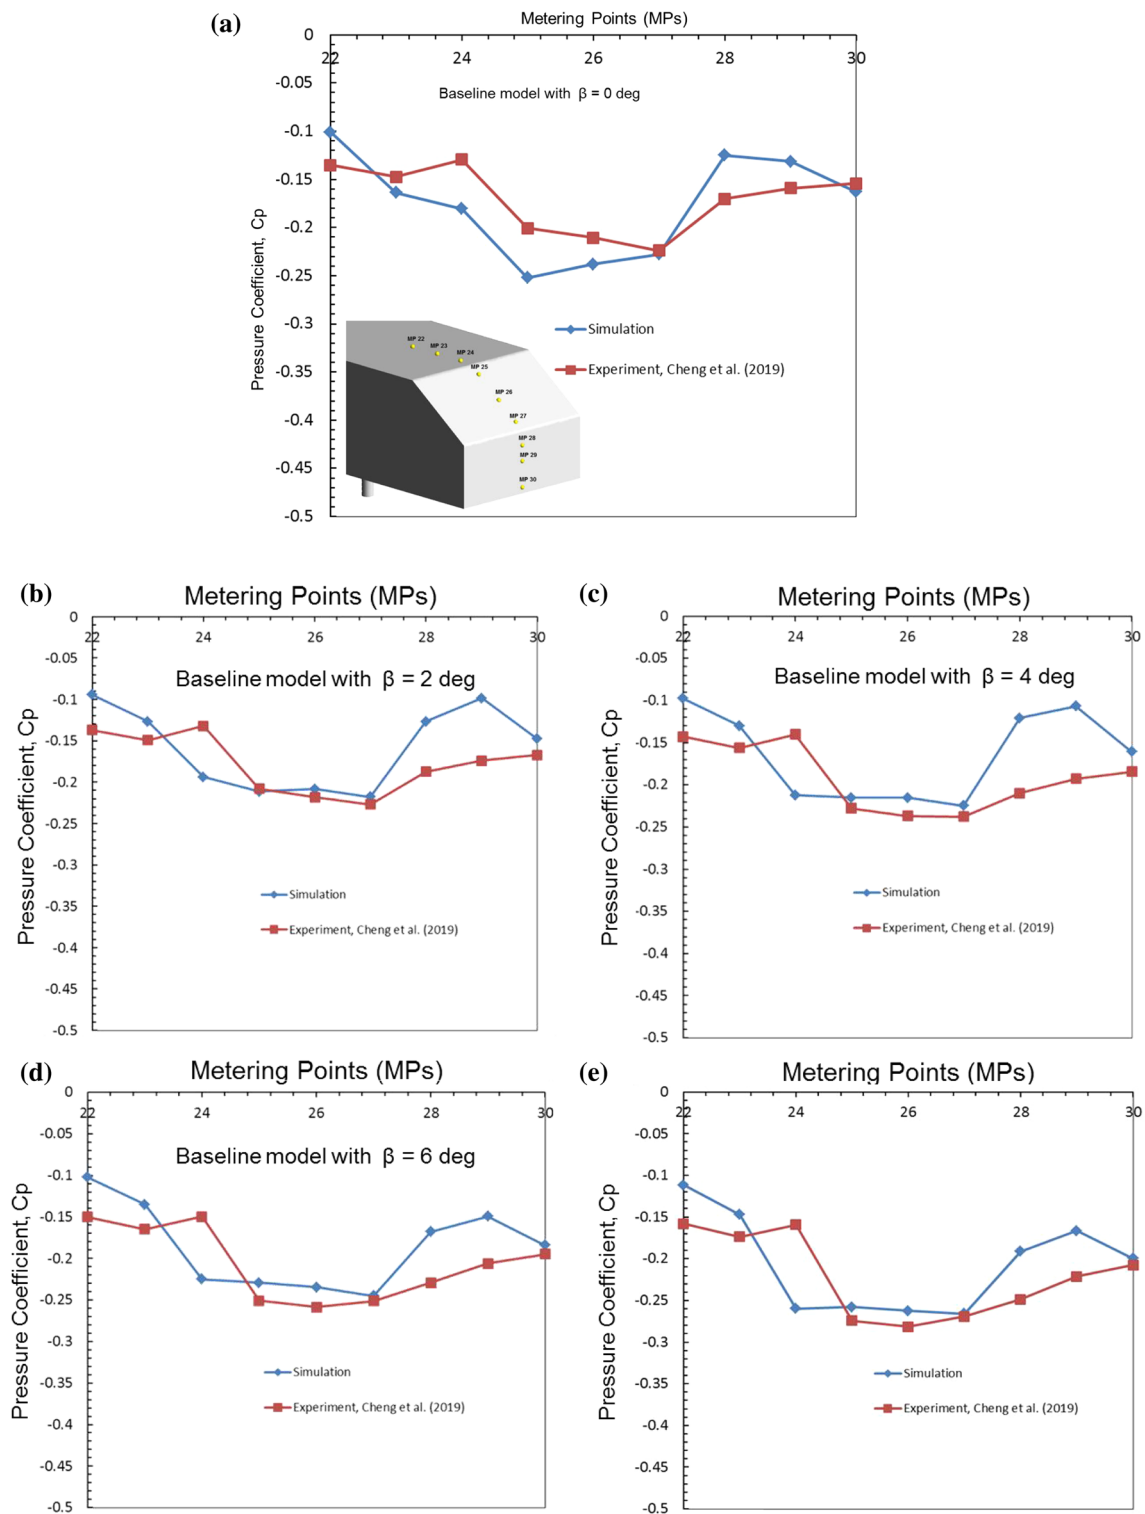 (a)
Metering Points (MPs)
0
22 24 26 28 30
-0.05
Baseline model with β = 0 deg
-0.1
-0.15
-0.2
-0.25
-0.3
-0.35
-0.4
-0.45
-0.5
Pressure Coefficient, Cp
Simulation
Experiment, Cheng et al. (2019)
MP 22
MP 23
MP 24
MP 25
MP 26
MP 27
MP 28
MP 29
MP 30
(b)
Metering Points (MPs)
0
22 24 26 28 30
-0.05
Baseline model with β = 2 deg
-0.1
-0.15
-0.2
-0.25
-0.3
-0.35
-0.4
-0.45
-0.5
Pressure Coefficient, Cp
Simulation
Experiment, Cheng et al. (2019)
(c)
Metering Points (MPs)
0
22 24 26 28 30
-0.05
Baseline model with β = 4 deg
-0.1
-0.15
-0.2
-0.25
-0.3
-0.35
-0.4
-0.45
-0.5
Pressure Coefficient, Cp
Simulation
Experiment, Cheng et al. (2019)
(d)
Metering Points (MPs)
0
22 24 26 28 30
-0.05
Baseline model with β = 6 deg
-0.1
-0.15
-0.2
-0.25
-0.3
-0.35
-0.4
-0.45
-0.5
Pressure Coefficient, Cp
Simulation
Experiment, Cheng et al. (2019)
(e)
Metering Points (MPs)
0
22 24 26 28 30
-0.05
-0.1
-0.15
-0.2
-0.25
-0.3
-0.35
-0.4
-0.45
-0.5
Pressure Coefficient, Cp
Simulation
Experiment, Cheng et al. (2019)